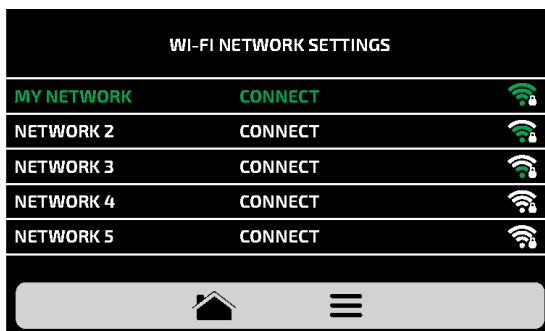 WI-FI NETWORK SETTINGS
MY NETWORK CONNECT
NETWORK 2 CONNECT
NETWORK 3 CONNECT
NETWORK 4 CONNECT
NETWORK 5 CONNECT